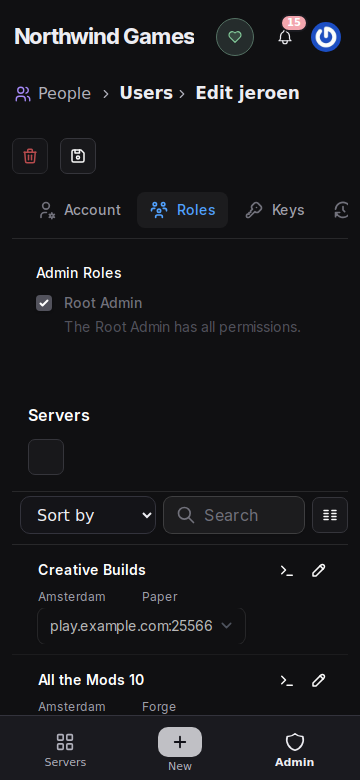 Northwind Games
15
People › Users › Edit jeroen
Account
Roles
Keys
Admin Roles
Root Admin
The Root Admin has all permissions.
Servers
Sort by
Search
Creative Builds
Amsterdam Paper
play.example.com:25566
All the Mods 10
Amsterdam Forge
Servers
New
Admin